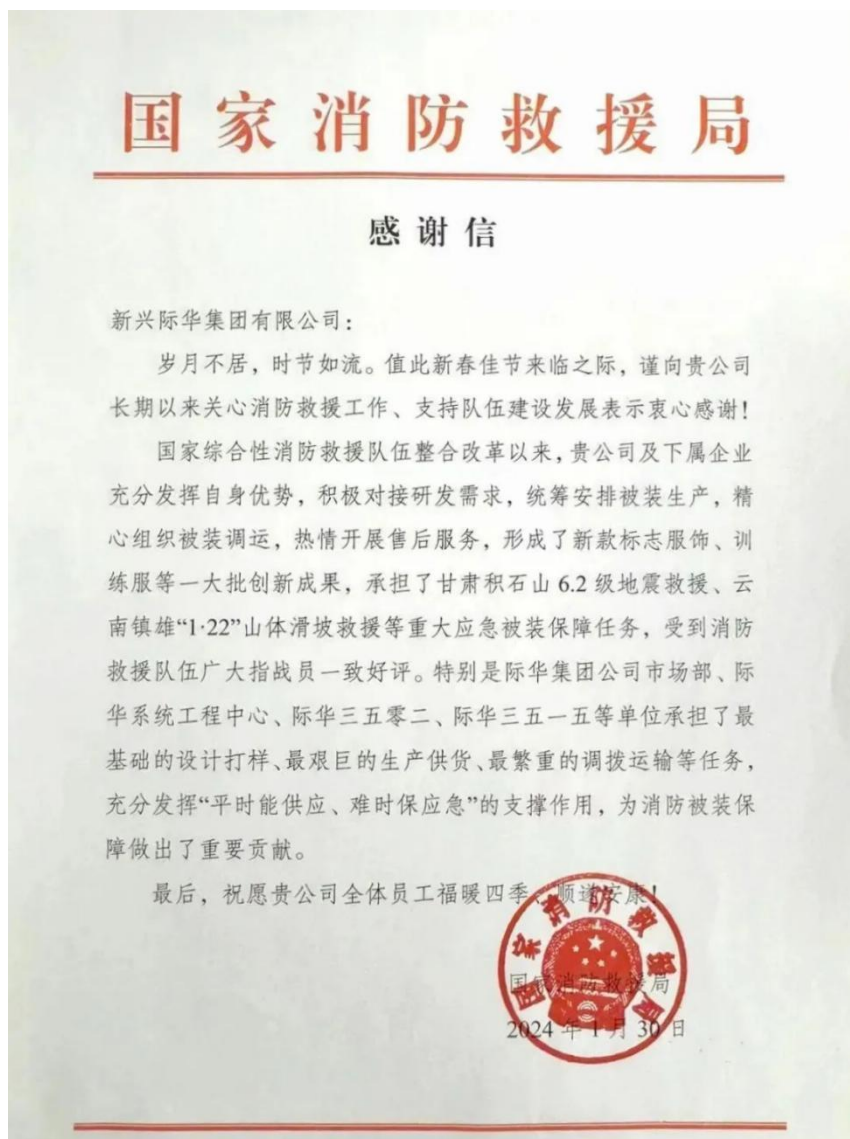 国家消防救援局
感谢信
新兴际华集团有限公司：
岁月不居，时节如流。值此新春佳节来临之际，谨向贵公司
长期以来关心消防救援工作、支持队伍建设发展表示衷心感谢！
国家综合性消防救援队伍整合改革以来，贵公司及下属企业
充分发挥自身优势，积极对接研发需求，统筹安排被装生产，精
心组织被装调运，热情开展售后服务，形成了新款标志服饰、训
练服等一大批创新成果，承担了甘肃积石山 6.2 级地震救援、云
南镇雄“1·22”山体滑坡救援等重大应急被装保障任务，受到消防
救援队伍广大指战员一致好评。特别是际华集团公司市场部、际
华系统工程中心、际华三五零二、际华三五一五等单位承担了最
基础的设计打样、最艰巨的生产供货、最繁重的调拨运输等任务，
充分发挥“平时能供应、难时保应急”的支撑作用，为消防被装保
障做出了重要贡献。
最后，祝愿贵公司全体员工福暖四季、顺遂安康！
国家消防救援局
国家消防救援局
2024 年 1 月 30 日